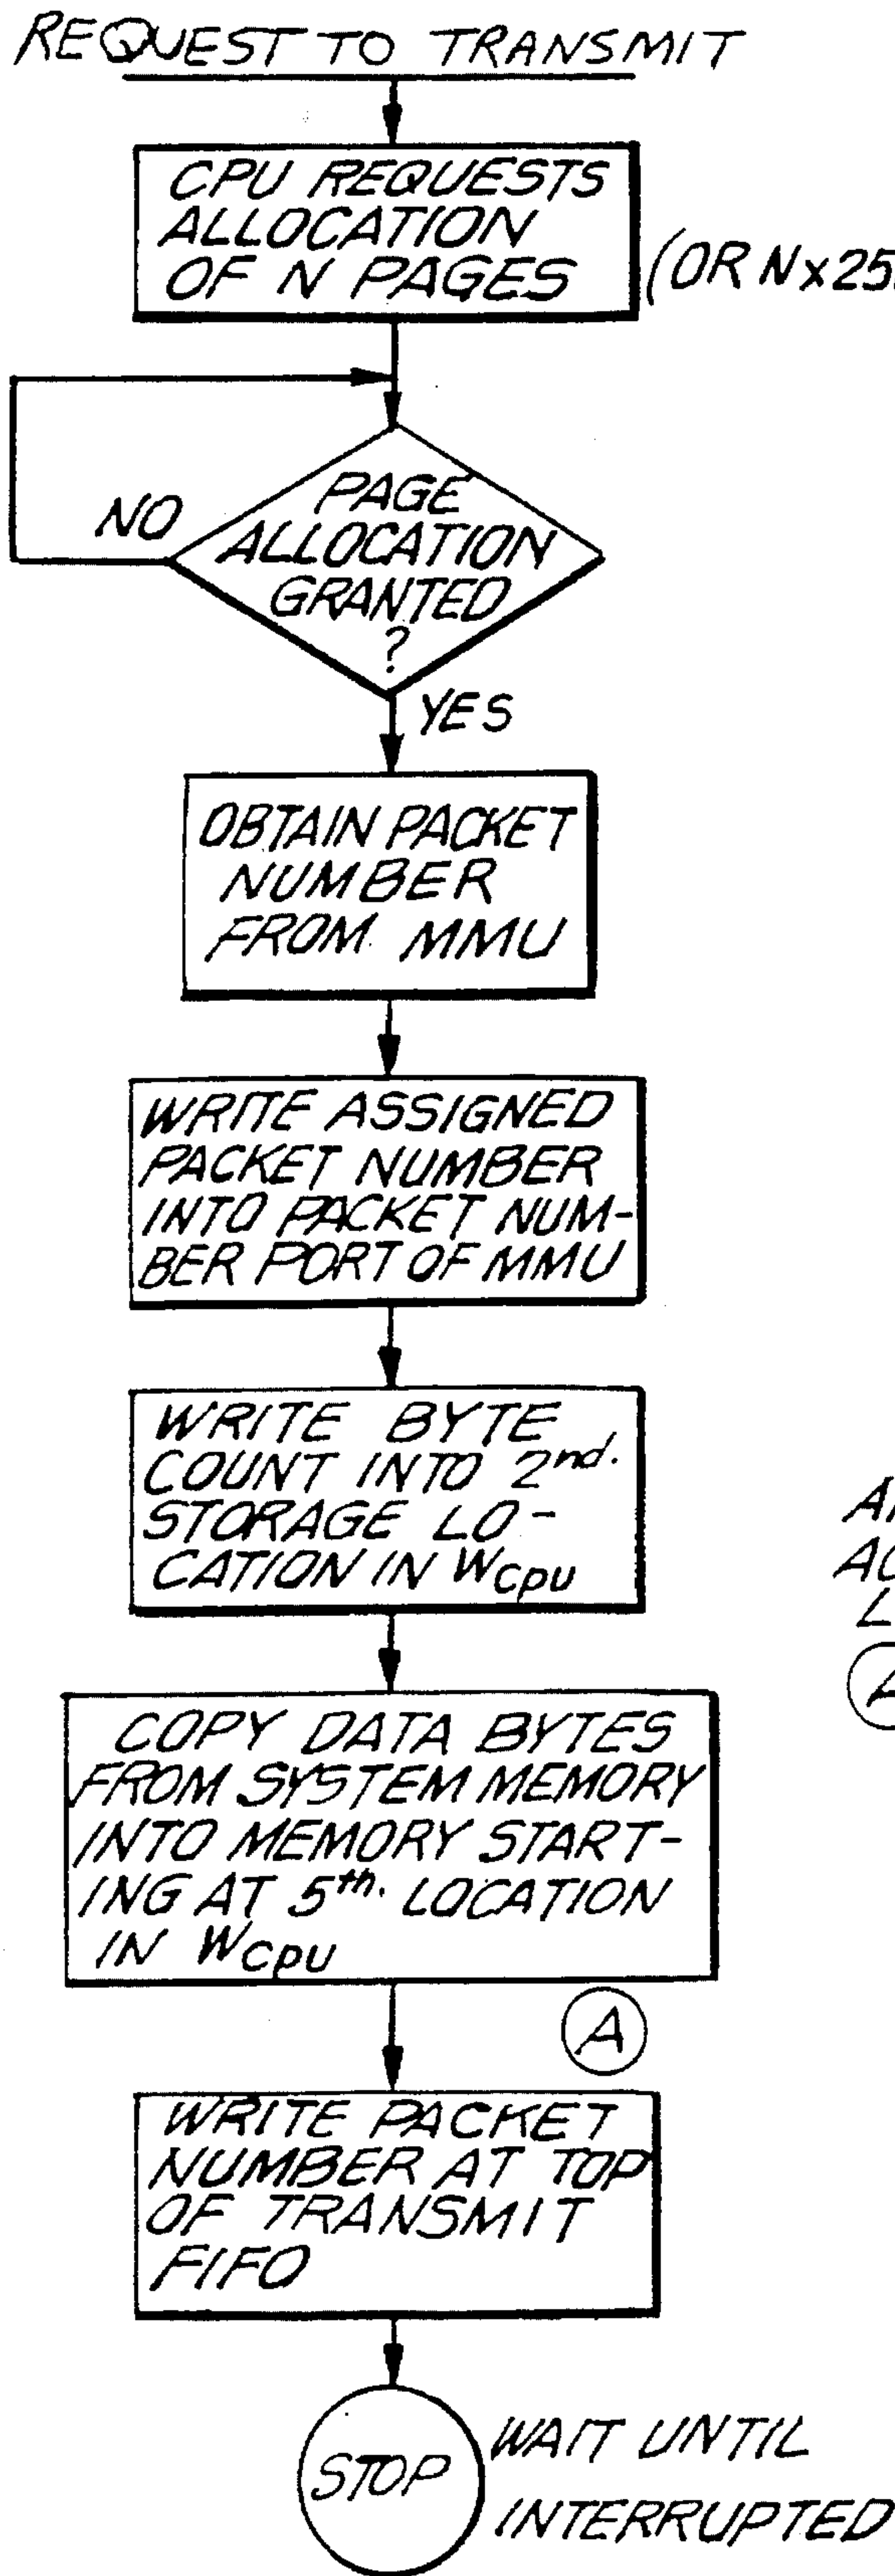 REQUEST TO TRANSMIT
CPU REQUESTS
ALLOCATION
OF N PAGES
(OR N x 25
PAGE
ALLOCATION
GRANTED
?
NO
YES
OBTAIN PACKET
NUMBER
FROM MMU
WRITE ASSIGNED
PACKET NUMBER
INTO PACKET NUM-
BER PORT OF MMU
WRITE BYTE
COUNT INTO 2nd.
STORAGE LO-
CATION IN Wcpu
COPY DATA BYTES
FROM SYSTEM MEMORY
INTO MEMORY START-
ING AT 5th. LOCATION
IN Wcpu
A
WRITE PACKET
NUMBER AT TOP
OF TRANSMIT
FIFO
STOP
WAIT UNTIL
INTERRUPTED